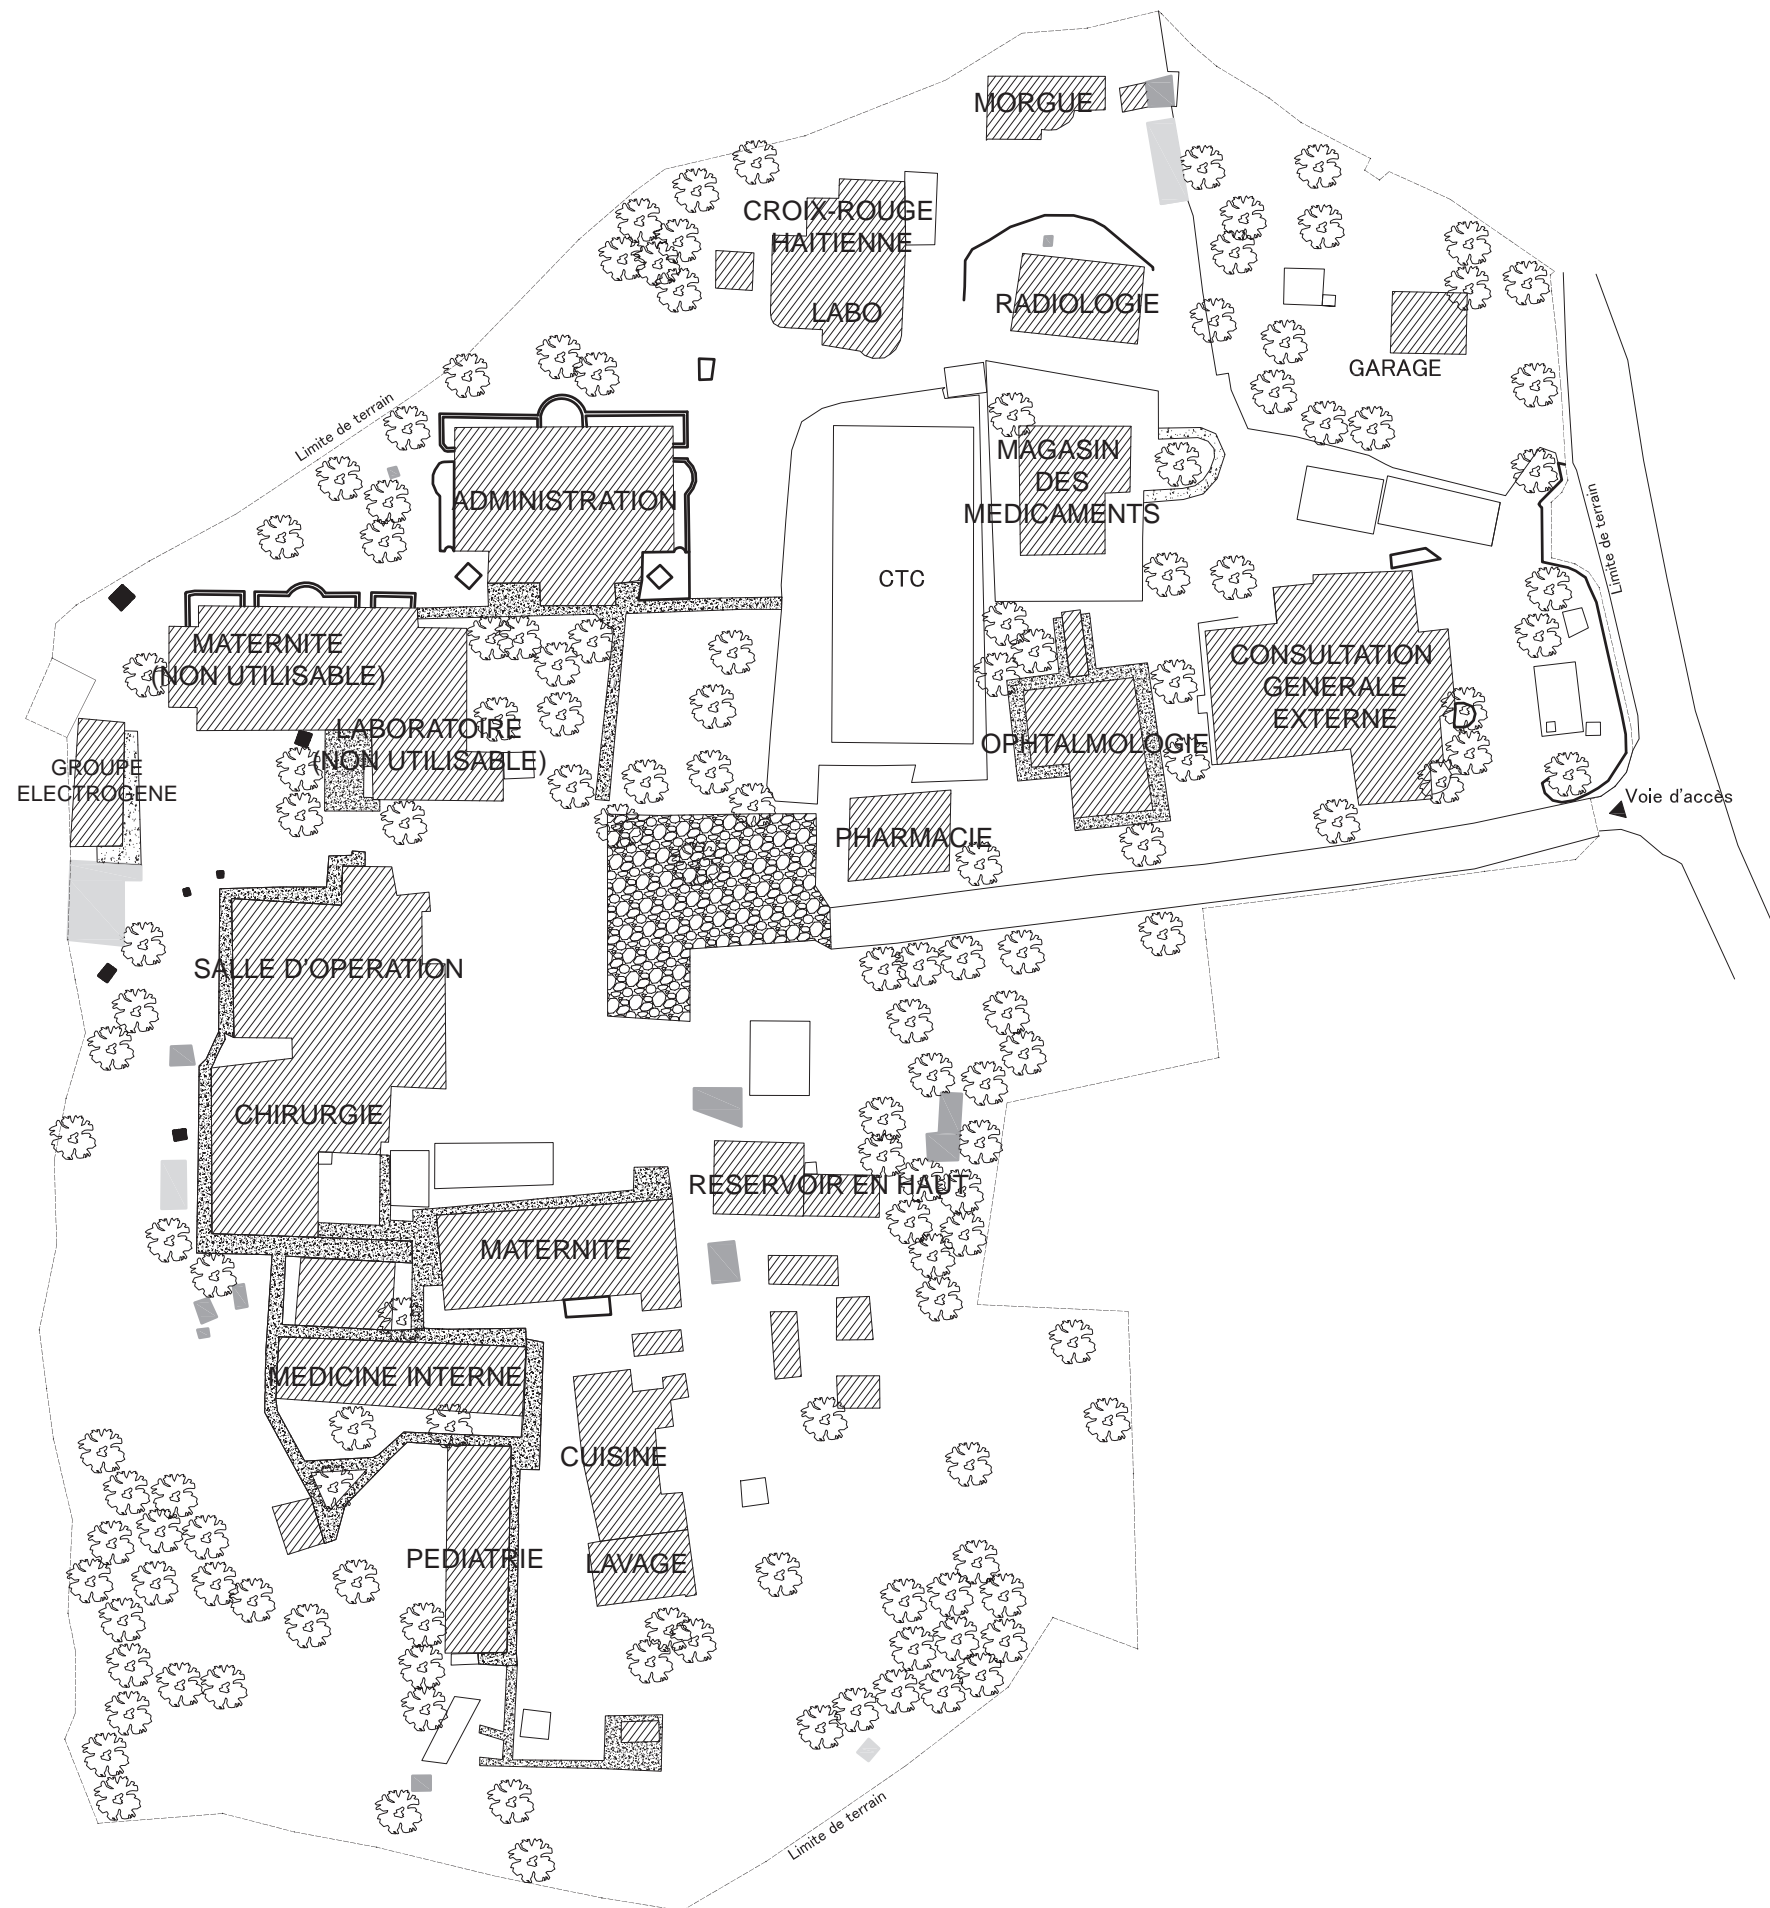 MORGUE
CROIX-ROUGE
HAITIENNE
LABO
RADIOLOGIE
GARAGE
Limite de terrain
ADMINISTRATION
MAGASIN
DES
MEDICAMENTS
CTC
Limite de terrain
MATERNITE
(NON UTILISABLE)
CONSULTATION
GENERALE
EXTERNE
LABORATOIRE
(NON UTILISABLE)
OPHTALMOLOGIE
GROUPE
ELECTROGENE
Voie d'accès
PHARMACIE
SALLE D'OPERATION
CHIRURGIE
RESERVOIR EN HAUT
MATERNITE
MEDICINE INTERNE
CUISINE
PEDIATRIE
LAVAGE
Limite de terrain